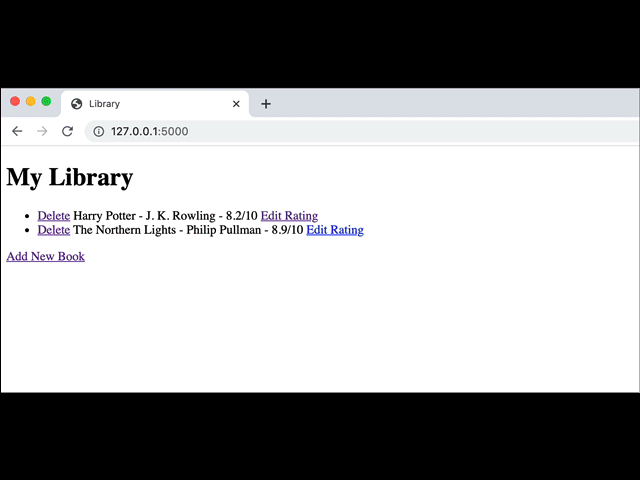 Library
127.0.0.1:5000
My Library
Delete Harry Potter - J. K. Rowling - 8.2/10 Edit Rating
Delete The Northern Lights - Philip Pullman - 8.9/10 Edit Rating
Add New Book